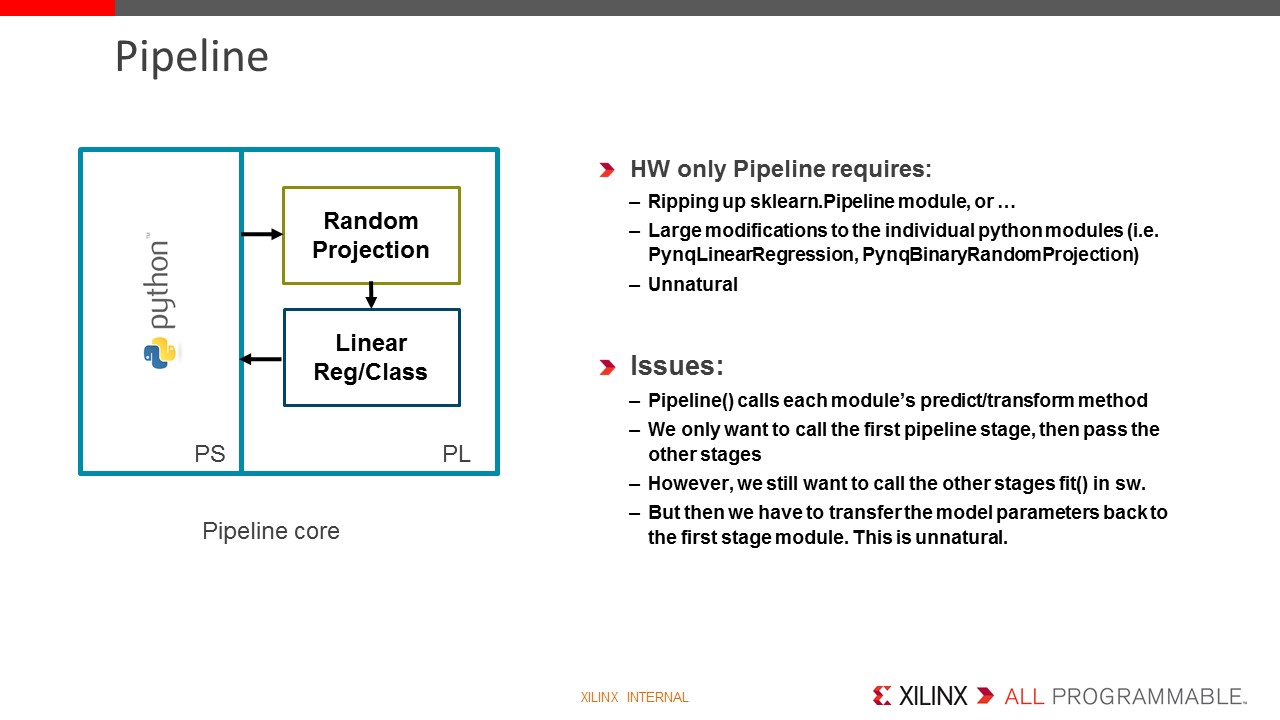 Pipeline
python™
Random
Projection
Linear
Reg/Class
PS
PL
Pipeline core
HW only Pipeline requires:
– Ripping up sklearn.Pipeline module, or …
– Large modifications to the individual python modules (i.e.
PynqLinearRegression, PynqBinaryRandomProjection)
– Unnatural
Issues:
– Pipeline() calls each module’s predict/transform method
– We only want to call the first pipeline stage, then pass the
other stages
– However, we still want to call the other stages fit() in sw.
– But then we have to transfer the model parameters back to
the first stage module. This is unnatural.
XILINX INTERNAL
XILINX ALL PROGRAMMABLE™